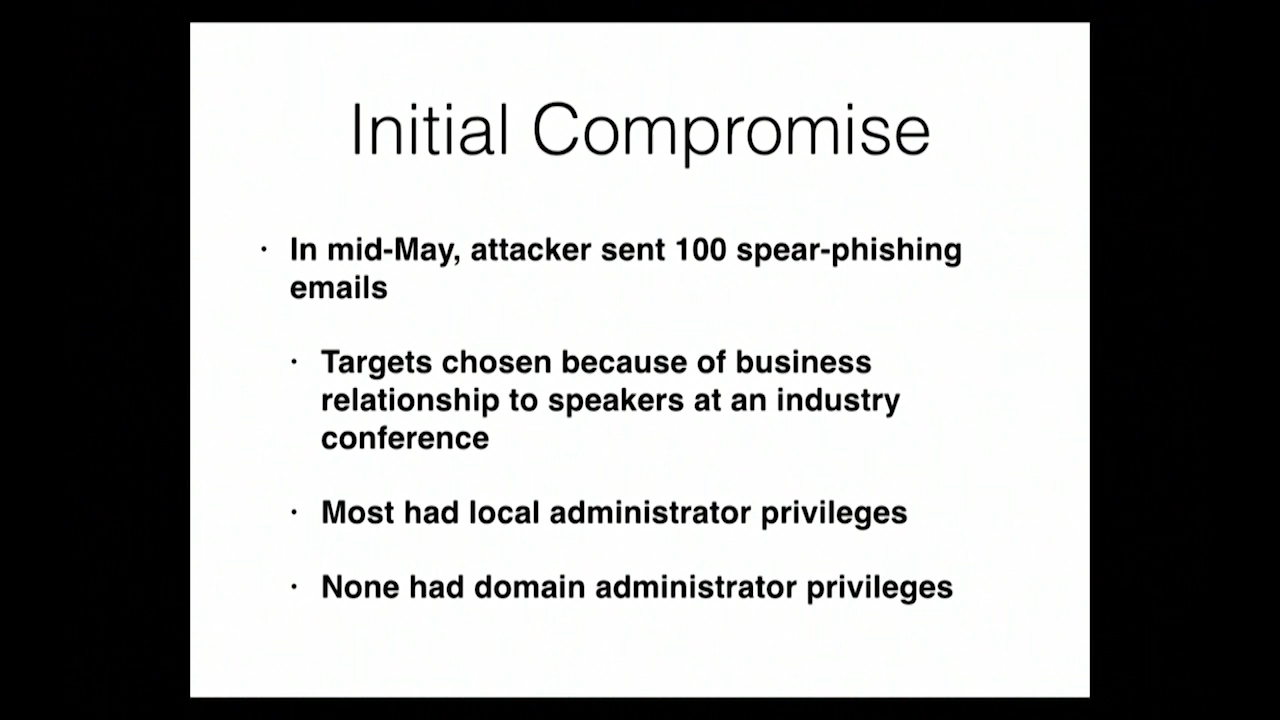 Initial Compromise
· In mid-May, attacker sent 100 spear-phishing
emails
· Targets chosen because of business
relationship to speakers at an industry
conference
· Most had local administrator privileges
· None had domain administrator privileges